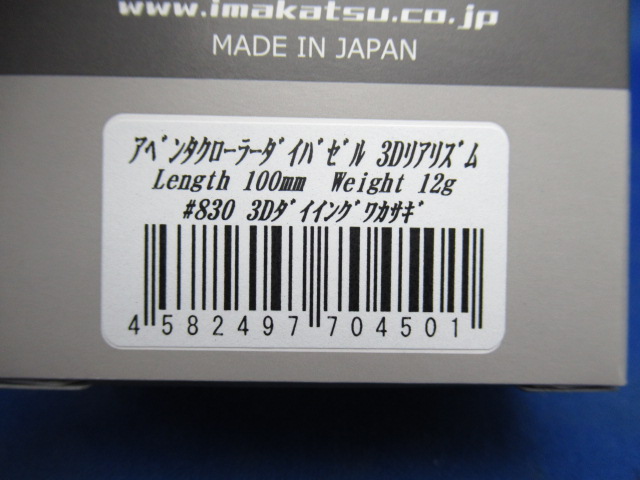 www.imakatsu.co.jp
MADE IN JAPAN
ｱﾍﾞﾝﾀｸﾛｰﾗｰﾀﾞｲﾊﾞｾﾞﾙ 3Dﾘｱﾘｽﾞﾑ
Length 100mm Weight 12g
#830 3Dﾀﾞｲｲﾝｸﾞﾜｶｻｷﾞ
4 582497 704501